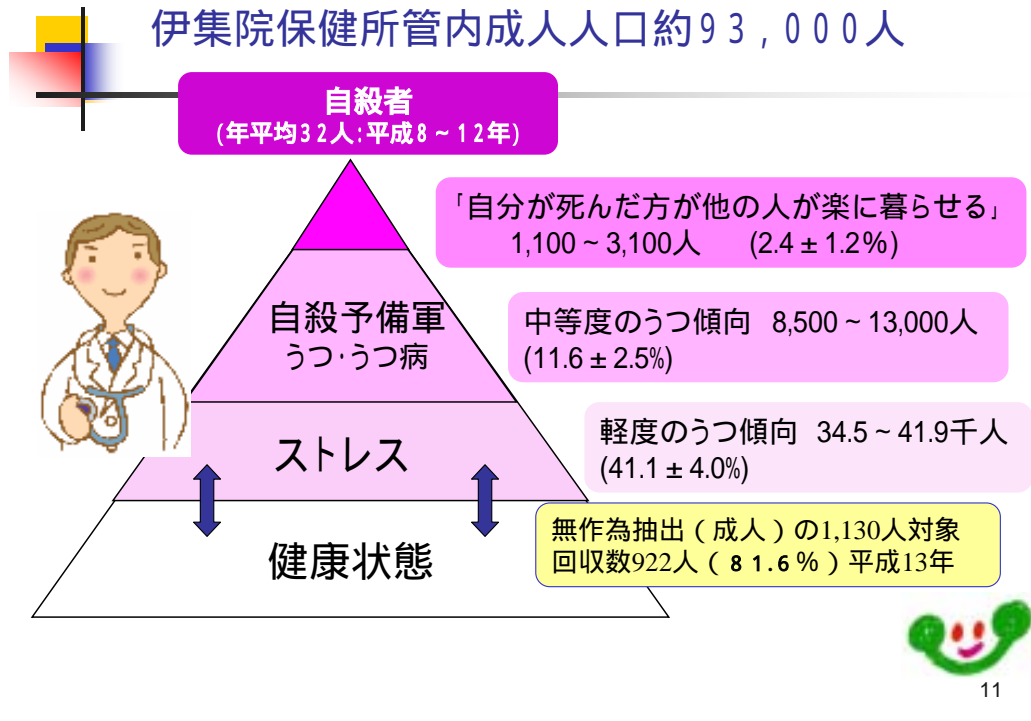 伊集院保健所管内成人人口約93,000人
自殺者
(年平均32人:平成8~12年)
「自分が死んだ方が他の人が楽に暮らせる」
1,100~3,100人 (2.4±1.2%)
自殺予備軍
うつ・うつ病
中等度のうつ傾向 8,500~13,000人
(11.6±2.5%)
ストレス
軽度のうつ傾向 34.5~41.9千人
(41.1±4.0%)
健康状態
無作為抽出(成人)の1,130人対象
回収数922人(81.6%)平成13年
11